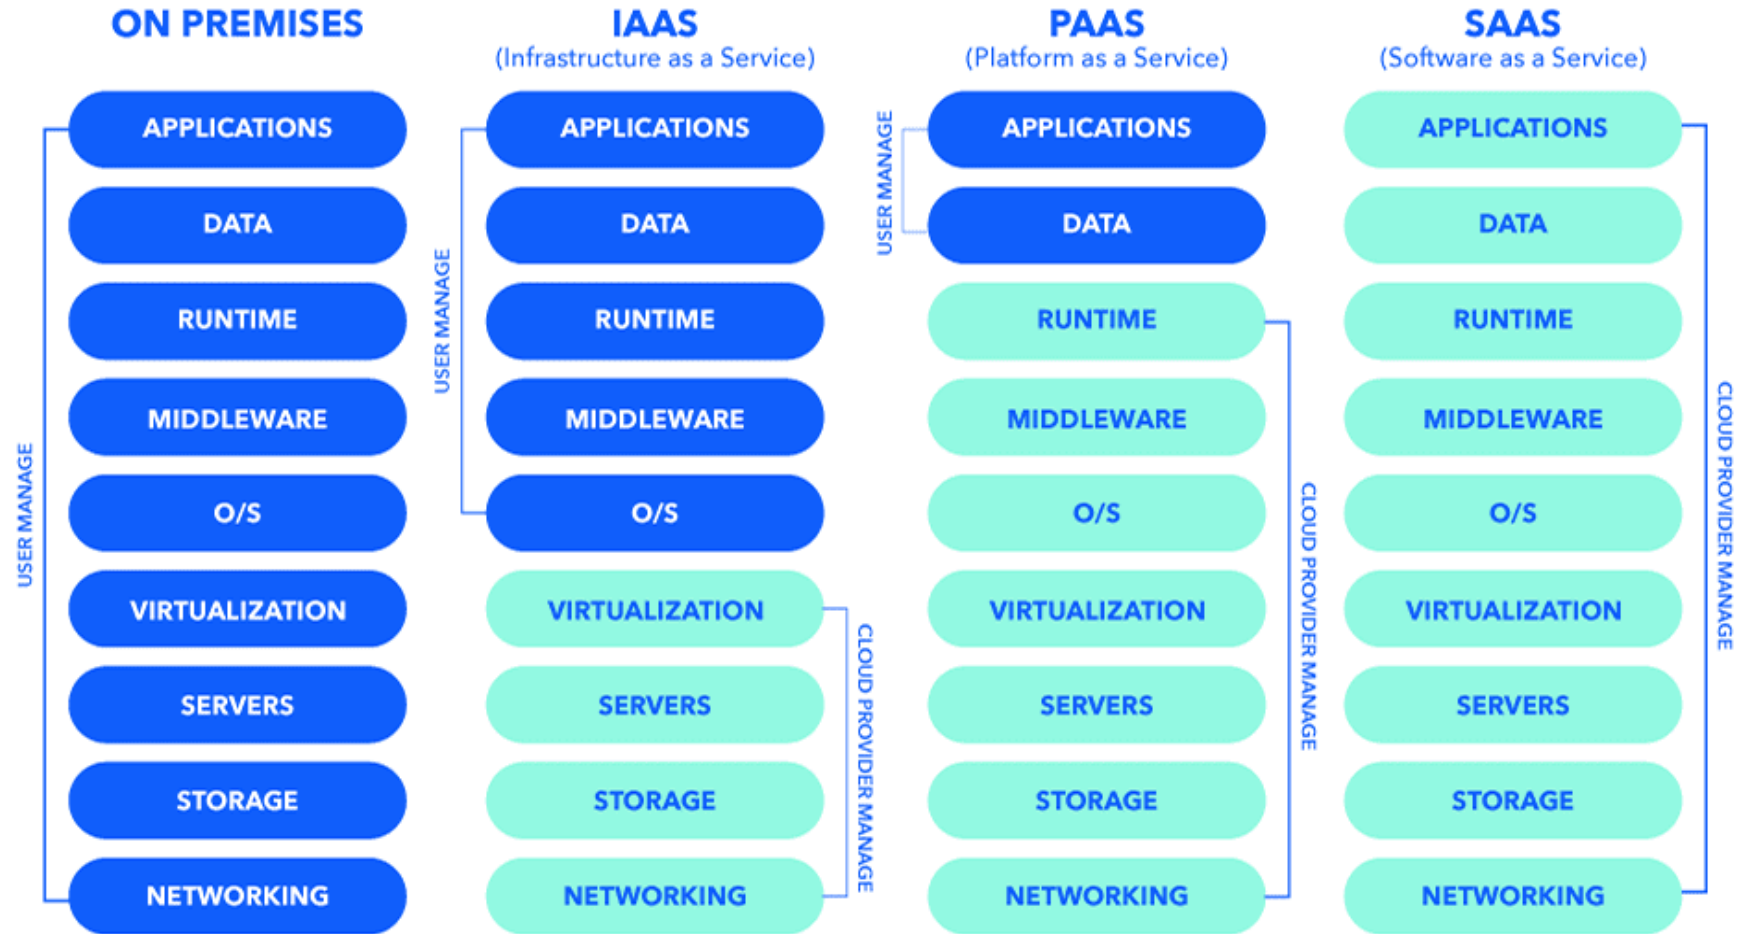 ON PREMISES
USER MANAGE
APPLICATIONS
DATA
RUNTIME
MIDDLEWARE
O/S
VIRTUALIZATION
SERVERS
STORAGE
NETWORKING
IAAS
(Infrastructure as a Service)
USER MANAGE
APPLICATIONS
DATA
RUNTIME
MIDDLEWARE
O/S
VIRTUALIZATION
SERVERS
STORAGE
NETWORKING
CLOUD PROVIDER MANAGE
PAAS
(Platform as a Service)
USER MANAGE
APPLICATIONS
DATA
RUNTIME
MIDDLEWARE
O/S
VIRTUALIZATION
SERVERS
STORAGE
NETWORKING
CLOUD PROVIDER MANAGE
SAAS
(Software as a Service)
APPLICATIONS
DATA
RUNTIME
MIDDLEWARE
O/S
VIRTUALIZATION
SERVERS
STORAGE
NETWORKING
CLOUD PROVIDER MANAGE